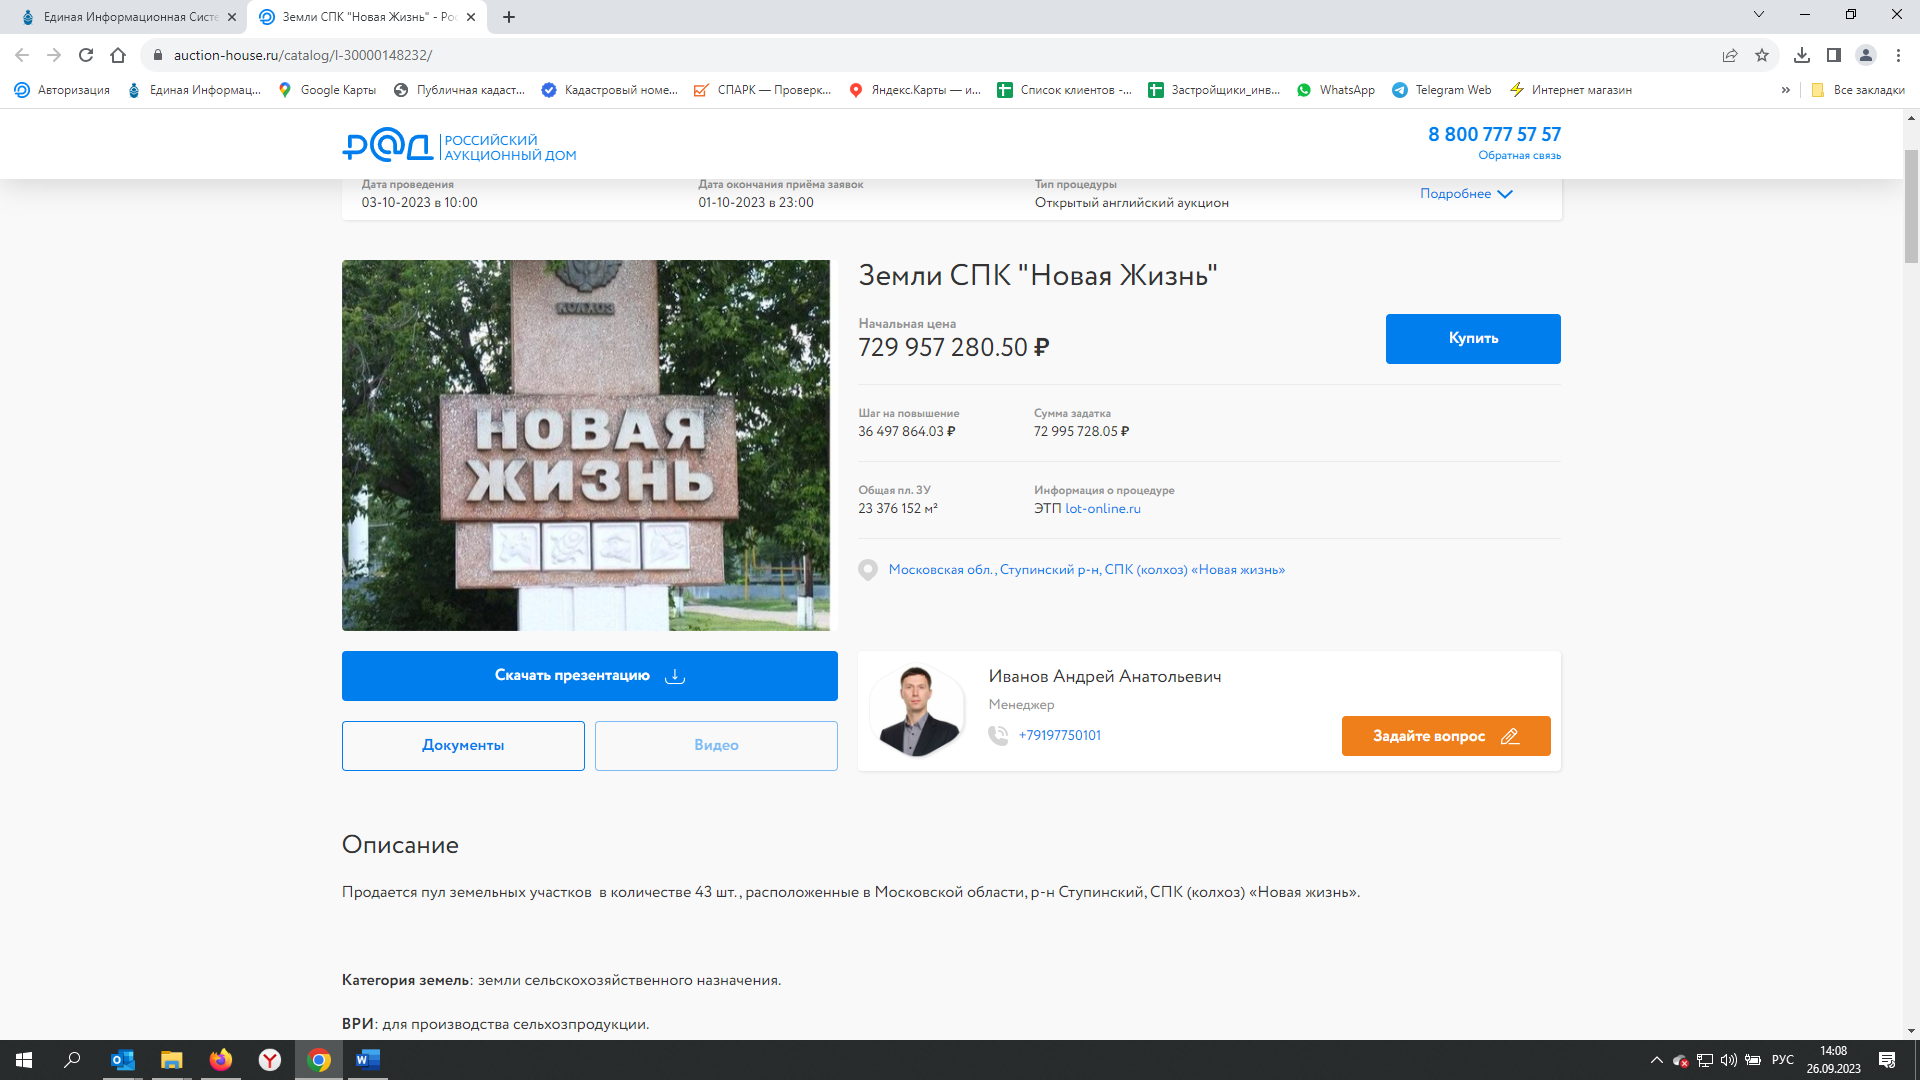 Единая Информационная Систе
Земли СПК "Новая Жизнь" - Рос
auction-house.ru/catalog/l-30000148232/
Авторизация
Единая Информац...
Google Карты
Публичная кадаст...
Кадастровый номе...
СПАРК — Проверк...
Яндекс.Карты — и...
Список клиентов -...
Застройщики_инв...
WhatsApp
Telegram Web
Интернет магазин
»
Все закладки
РАД
РОССИЙСКИЙ
АУКЦИОННЫЙ ДОМ
8 800 777 57 57
Обратная связь
Дата проведения
03-10-2023 в 10:00
Дата окончания приёма заявок
01-10-2023 в 23:00
Тип процедуры
Открытый английский аукцион
Подробнее
КОЛХОЗ
НОВАЯ
ЖИЗНЬ
Земли СПК "Новая Жизнь"
Начальная цена
729 957 280.50 ₽
Купить
Шаг на повышение
36 497 864.03 ₽
Сумма задатка
72 995 728.05 ₽
Общая пл. ЗУ
23 376 152 м²
Информация о процедуре
ЭТП lot-online.ru
Московская обл., Ступинский р-н, СПК (колхоз) «Новая жизнь»
Скачать презентацию
Документы
Видео
Иванов Андрей Анатольевич
Менеджер
+79197750101
Задайте вопрос
Описание
Продается пул земельных участков в количестве 43 шт., расположенные в Московской области, р-н Ступинский, СПК (колхоз) «Новая жизнь».
Категория земель: земли сельскохозяйственного назначения.
ВРИ: для производства сельхозпродукции.
РУС
14:08
26.09.2023